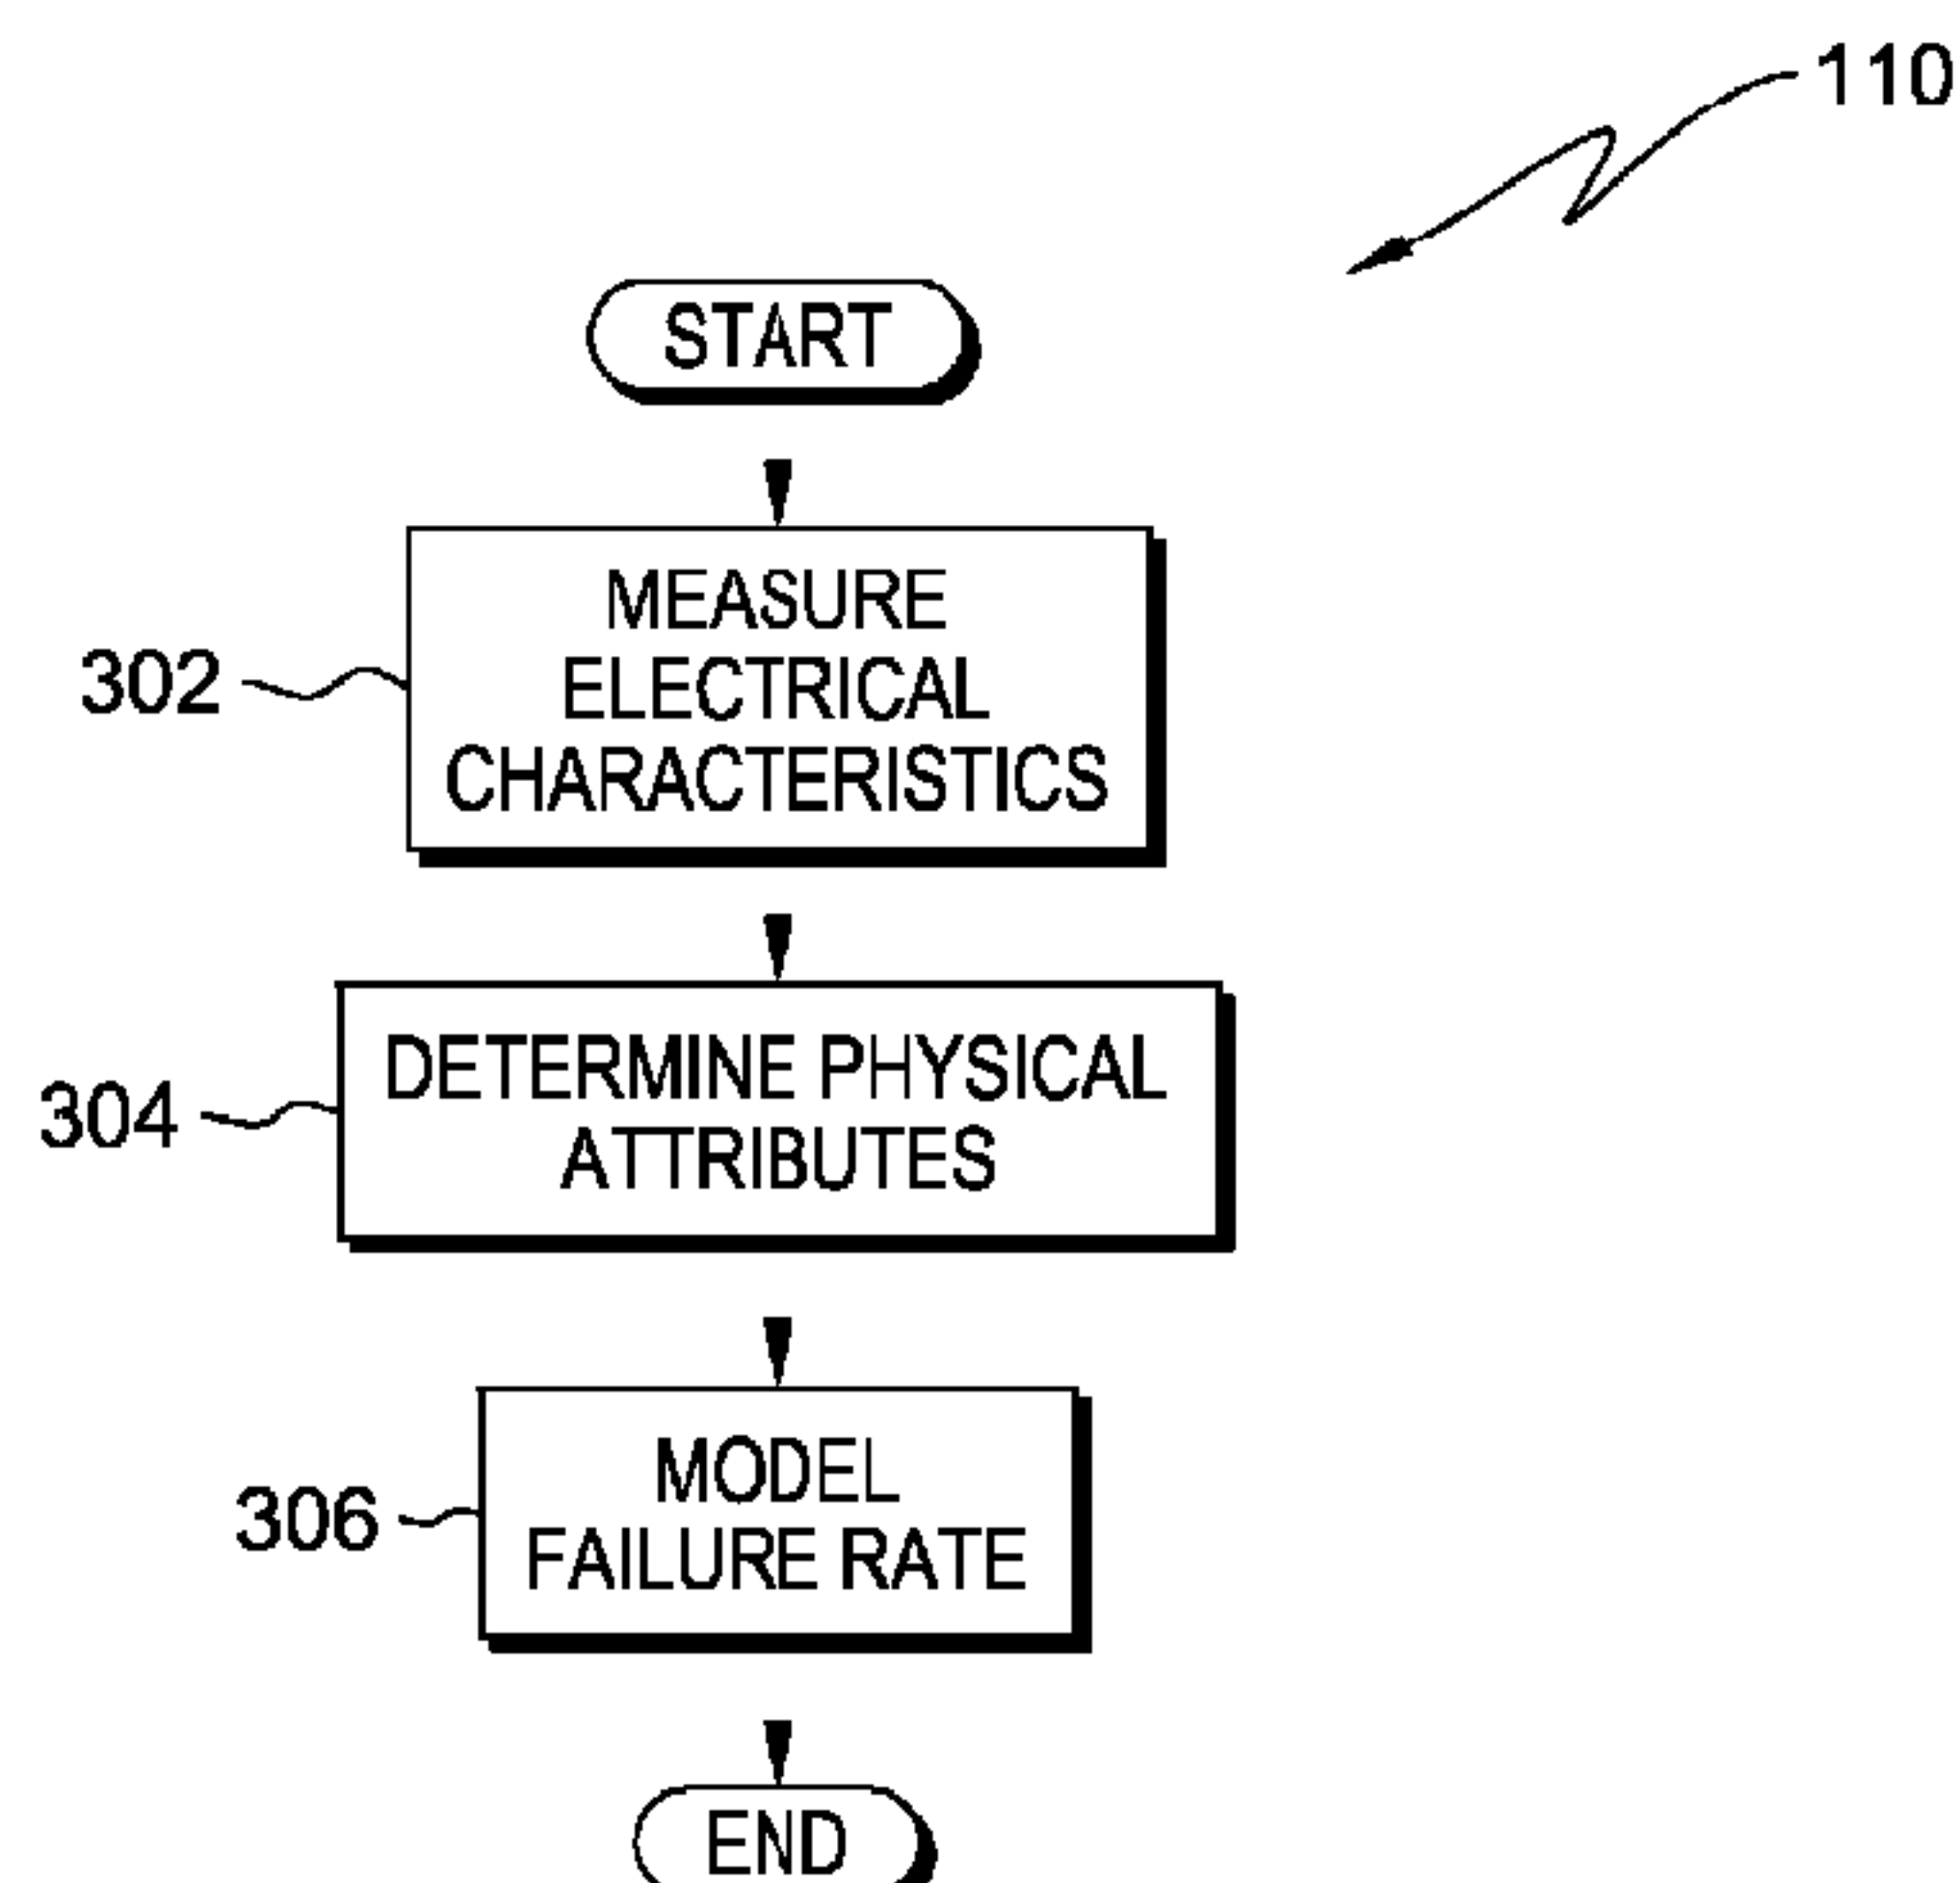 110
START
MEASURE
ELECTRICAL
CHARACTERISTICS
302
DETERMINE PHYSICAL
ATTRIBUTES
304
MODEL
FAILURE RATE
306
END